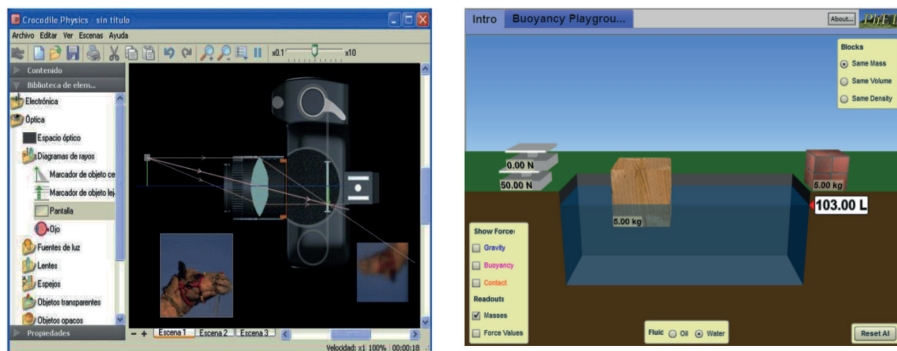 Crocodile Physics - sin título
Archivo Editar Ver Escenas Ayuda
x0.1 x10
Contenido
Biblioteca de elem...
Electrónica
Óptica
Espacio óptico
Diagramas de rayos
Marcador de objeto ce
Marcador de objeto lej
Pantalla
Ojo
Fuentes de luz
Lentes
Espejos
Objetos transparentes
Objetos opacos
Propiedades
Escena 1 Escena 2 Escena 3
Velocidad: x1 100% 00:00:18
Intro Buoyancy Playgrou...
About...
Blocks
Same Mass
Same Volume
Same Density
0.00 N
50.00 N
5.00 kg
5.00 kg
103.00 L
Show Force:
Gravity
Buoyancy
Contact
Readouts
Masses
Force Values
Fluic Oil Water
Reset Al